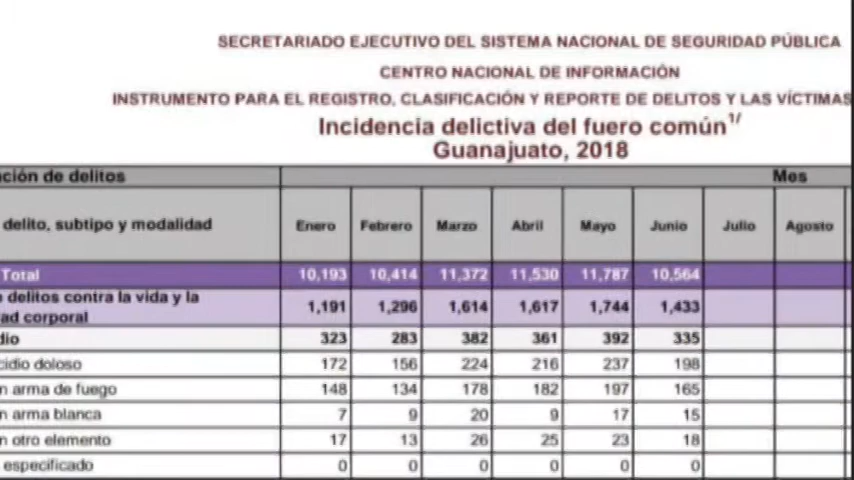 SECRETARIADO EJECUTIVO DEL SISTEMA NACIONAL DE SEGURIDAD PÚBLICA
CENTRO NACIONAL DE INFORMACIÓN
INSTRUMENTO PARA EL REGISTRO, CLASIFICACIÓN Y REPORTE DE DELITOS Y LAS VÍCTIMAS
Incidencia delictiva del fuero común1/
Guanajuato, 2018
ción de delitos Mes
delito, subtipo y modalidad Enero Febrero Marzo Abril Mayo Junio Julio Agosto
Total 10,193 10,414 11,372 11,530 11,787 10,564
delitos contra la vida y la
ad corporal 1,191 1,296 1,614 1,617 1,744 1,433
dio 323 283 382 361 392 335
cidio doloso 172 156 224 216 237 198
n arma de fuego 148 134 178 182 197 165
n arma blanca 7 9 20 9 17 15
n otro elemento 17 13 26 25 23 18
especificado 0 0 0 0 0 0